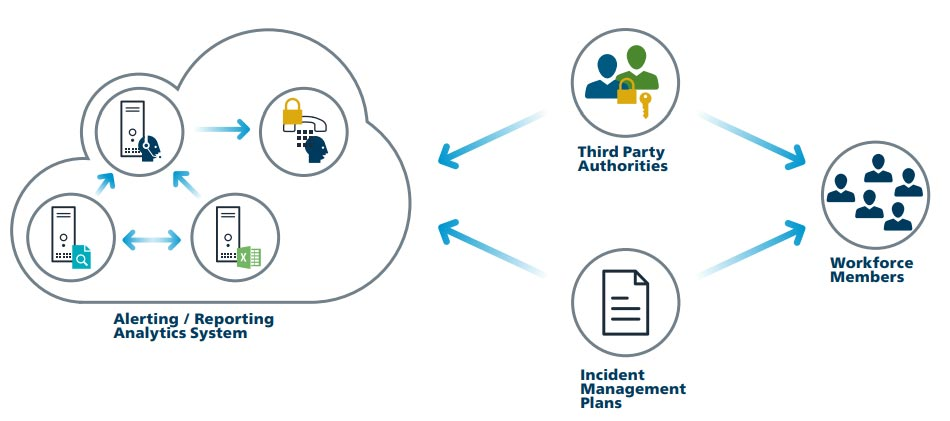 Third Party
Authorities
Workforce
Members
Alerting / Reporting
Analytics System
Incident
Management
Plans
X